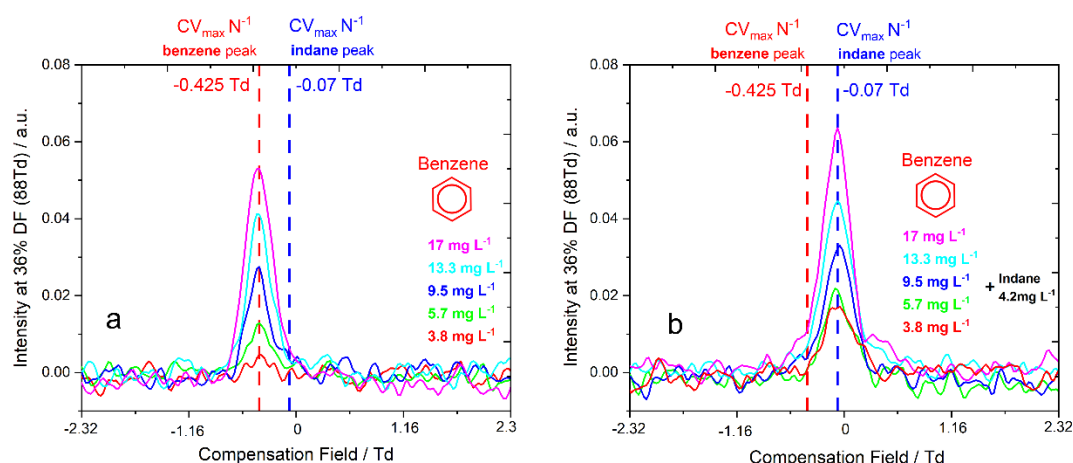 CVmax N-1
benzene peak
-0.425 Td
CVmax N-1
indane peak
-0.07 Td
0.08
0.06
0.04
0.02
0.00
Intensity at 36% DF (88Td) / a.u.
Benzene
17 mg L-1
13.3 mg L-1
9.5 mg L-1
5.7 mg L-1
3.8 mg L-1
a
-2.32
-1.16
0
1.16
2.3
Compensation Field / Td
CVmax N-1
benzene peak
-0.425 Td
CVmax N-1
indane peak
-0.07 Td
0.08
0.06
0.04
0.02
0.00
Intensity at 36% DF (88Td) / a.u.
Benzene
17 mg L-1
13.3 mg L-1
9.5 mg L-1
5.7 mg L-1
3.8 mg L-1
+ Indane
4.2mg L-1
b
-2.32
-1.16
0
1.16
2.32
Compensation Field / Td